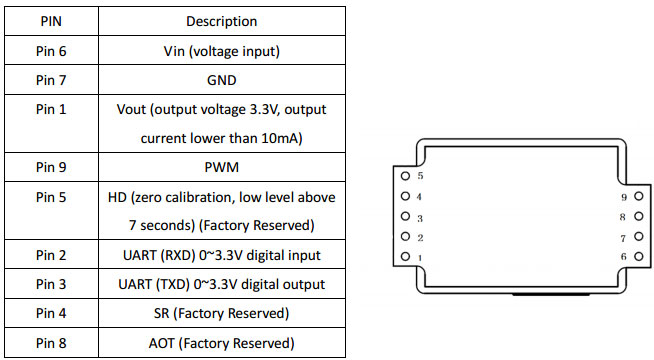 PIN Description
Pin 6 Vin (voltage input)
Pin 7 GND
Pin 1 Vout (output voltage 3.3V, output
current lower than 10mA)
Pin 9 PWM
Pin 5 HD (zero calibration, low level above
7 seconds) (Factory Reserved)
Pin 2 UART (RXD) 0~3.3V digital input
Pin 3 UART (TXD) 0~3.3V digital output
Pin 4 SR (Factory Reserved)
Pin 8 AOT (Factory Reserved)
5
4 9
3 8
2 7
1 6